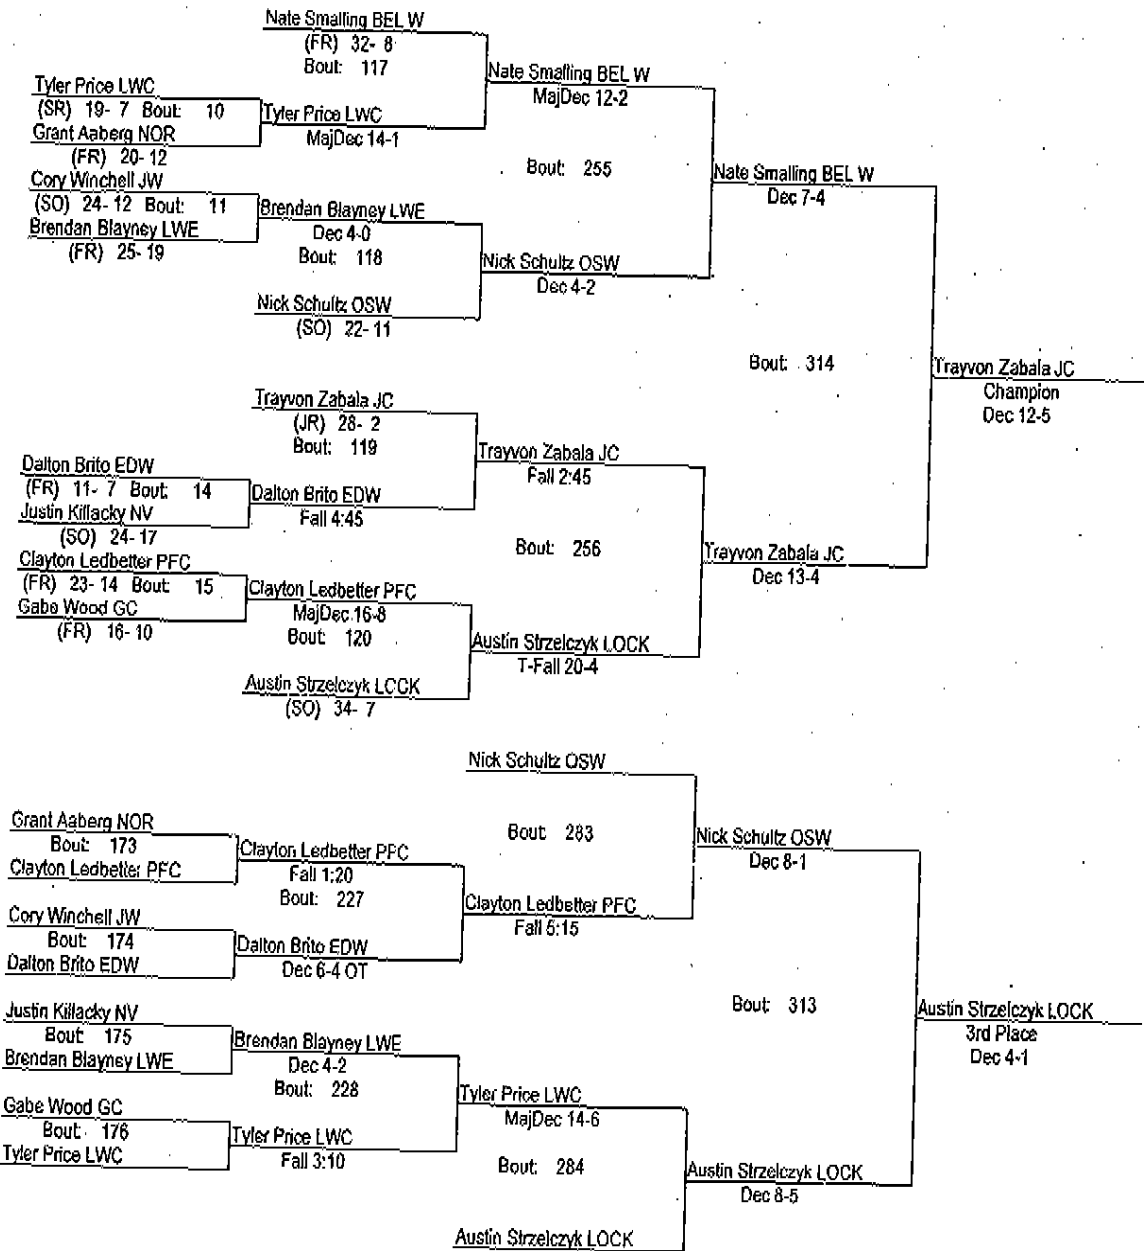 Nate Smalling BEL W
(FR) 32- 8
Bout: 117
Nate Smalling BEL W
MajDec 12-2
Tyler Price LWC
(SR) 19- 7 Bout: 10
Tyler Price LWC
MajDec 14-1
Grant Aaberg NOR
(FR) 20- 12
Bout: 255
Nate Smalling BEL W
Dec 7-4
Cory Winchell JW
(SO) 24- 12 Bout: 11
Brendan Blayney LWE
Dec 4-0
Bout: 118
Brendan Blayney LWE
(FR) 25- 19
Nick Schultz OSW
Dec 4-2
Nick Schultz OSW
(SO) 22- 11
Bout: 314
Trayvon Zabala JC
Champion
Dec 12-5
Trayvon Zabala JC
(JR) 28- 2
Bout: 119
Trayvon Zabala JC
Fall 2:45
Dalton Brito EDW
(FR) 11- 7 Bout: 14
Dalton Brito EDW
Fall 4:45
Justin Killacky NV
(SO) 24- 17
Bout: 256
Trayvon Zabala JC
Dec 13-4
Clayton Ledbetter PFC
(FR) 23- 14 Bout: 15
Clayton Ledbetter PFC
MajDec 16-8
Bout: 120
Gabe Wood GC
(FR) 16- 10
Austin Strzelczyk LOCK
T-Fall 20-4
Austin Strzelczyk LOCK
(SO) 34- 7
Nick Schultz OSW
Bout: 283
Nick Schultz OSW
Dec 8-1
Grant Aaberg NOR
Bout: 173
Clayton Ledbetter PFC
Clayton Ledbetter PFC
Fall 1:20
Bout: 227
Clayton Ledbetter PFC
Fall 5:15
Cory Winchell JW
Bout: 174
Dalton Brito EDW
Dalton Brito EDW
Dec 6-4 OT
Bout: 313
Austin Strzelczyk LOCK
3rd Place
Dec 4-1
Justin Killacky NV
Bout: 175
Brendan Blayney LWE
Brendan Blayney LWE
Dec 4-2
Bout: 228
Tyler Price LWC
MajDec 14-6
Gabe Wood GC
Bout: 176
Tyler Price LWC
Tyler Price LWC
Fall 3:10
Bout: 284
Austin Strzelczyk LOCK
Dec 8-5
Austin Strzelczyk LOCK